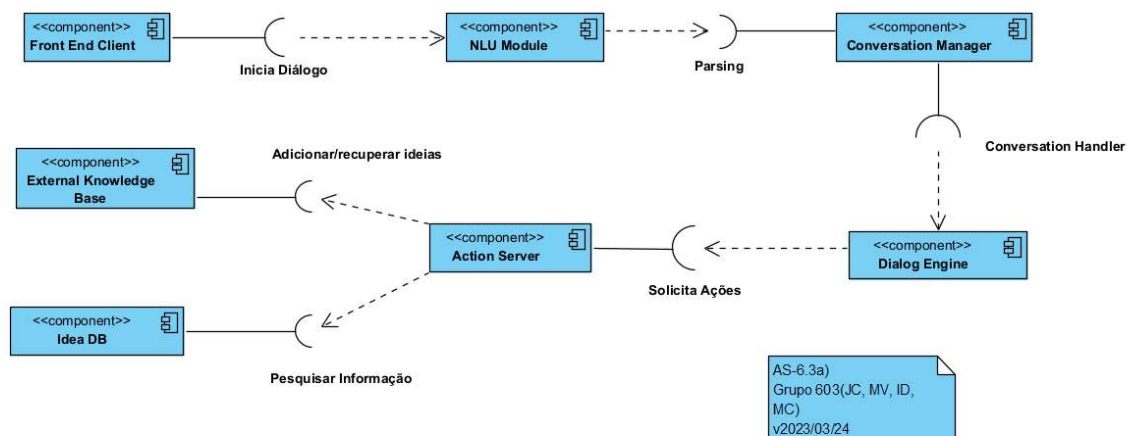 <<component>>
Front End Client
Inicia Diálogo
<<component>>
NLU Module
Parsing
<<component>>
Conversation Manager
Conversation Handler
<<component>>
External Knowledge
Base
Adicionar/recuperar ideias
<<component>>
Action Server
Solicita Ações
<<component>>
Dialog Engine
<<component>>
Idea DB
Pesquisar Informação
AS-6.3a)
Grupo 603(JC, MV, ID,
MC)
v2023/03/24